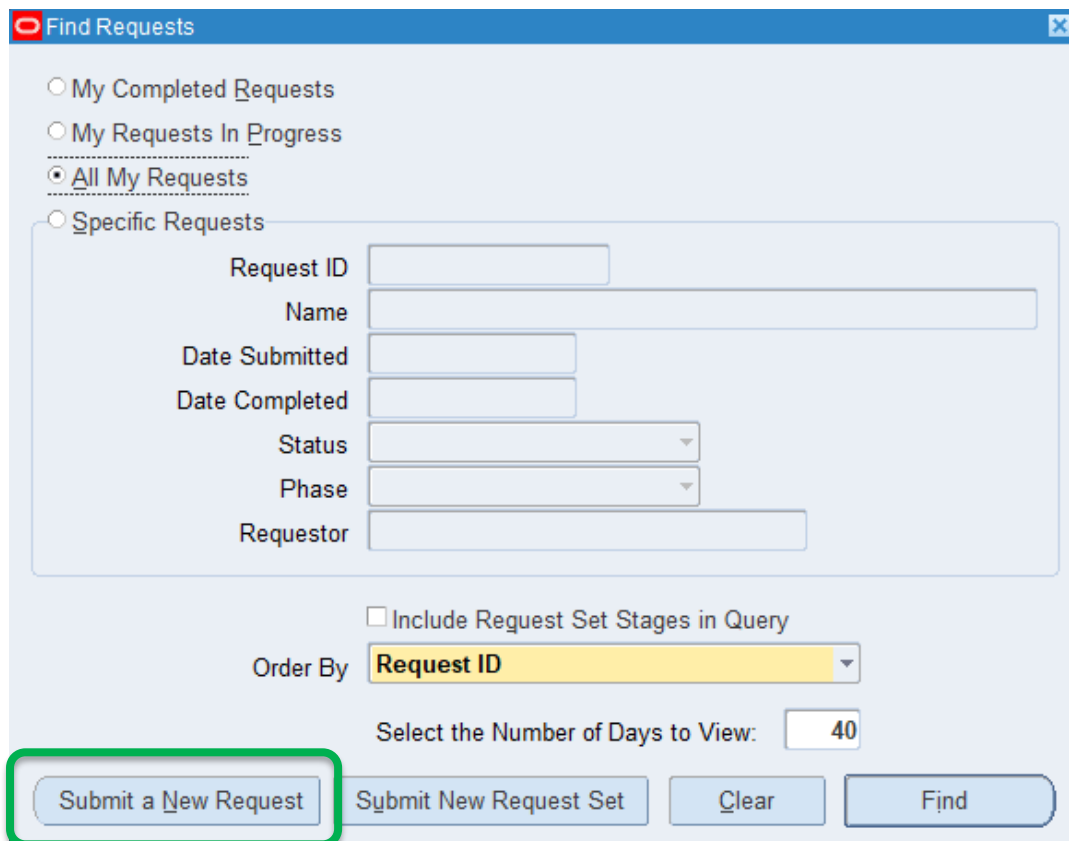 Find Requests
My Completed Requests
My Requests In Progress
All My Requests
Specific Requests
Request ID
Name
Date Submitted
Date Completed
Status
Phase
Requestor
Include Request Set Stages in Query
Order By Request ID
Select the Number of Days to View: 40
Submit a New Request Submit New Request Set Clear Find